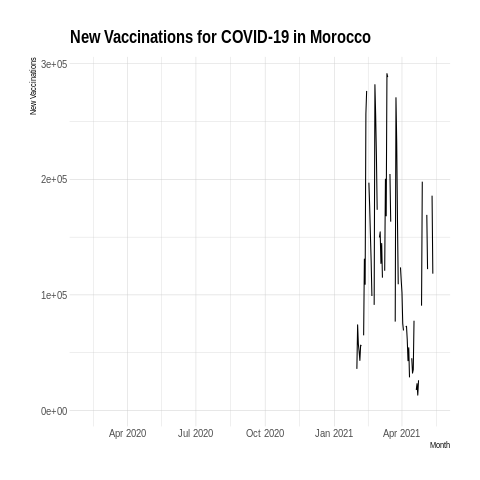 New Vaccinations for COVID-19 in Morocco
New Vaccinations
3e+05
2e+05
1e+05
0e+00
Apr 2020 Jul 2020 Oct 2020 Jan 2021 Apr 2021
Month